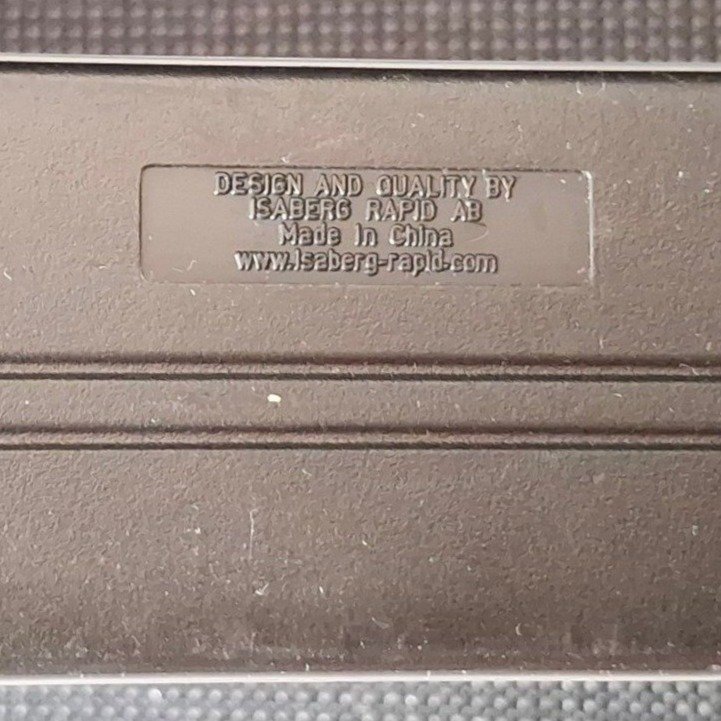 DESIGN AND QUALITY BY
ISABERG RAPID AB
Made In China
www.isaberg-rapid.com